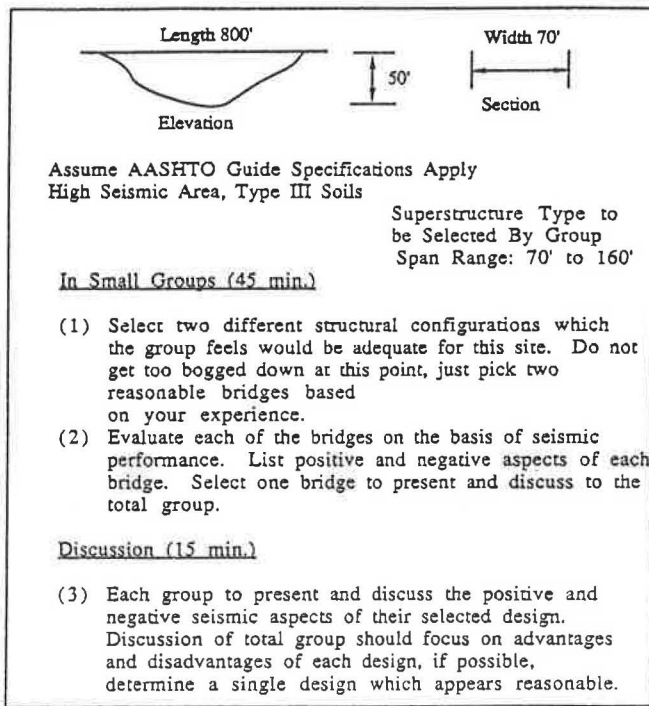 Length 800'
Width 70'
50'
Elevation
Section
Assume AASHTO Guide Specifications Apply
High Seismic Area, Type III Soils
Superstructure Type to
be Selected By Group
Span Range: 70' to 160'
In Small Groups (45 min.)
(1) Select two different structural configurations which
the group feels would be adequate for this site. Do not
get too bogged down at this point, just pick two
reasonable bridges based
on your experience.
(2) Evaluate each of the bridges on the basis of seismic
performance. List positive and negative aspects of each
bridge. Select one bridge to present and discuss to the
total group.
Discussion (15 min.)
(3) Each group to present and discuss the positive and
negative seismic aspects of their selected design.
Discussion of total group should focus on advantages
and disadvantages of each design, if possible,
determine a single design which appears reasonable.